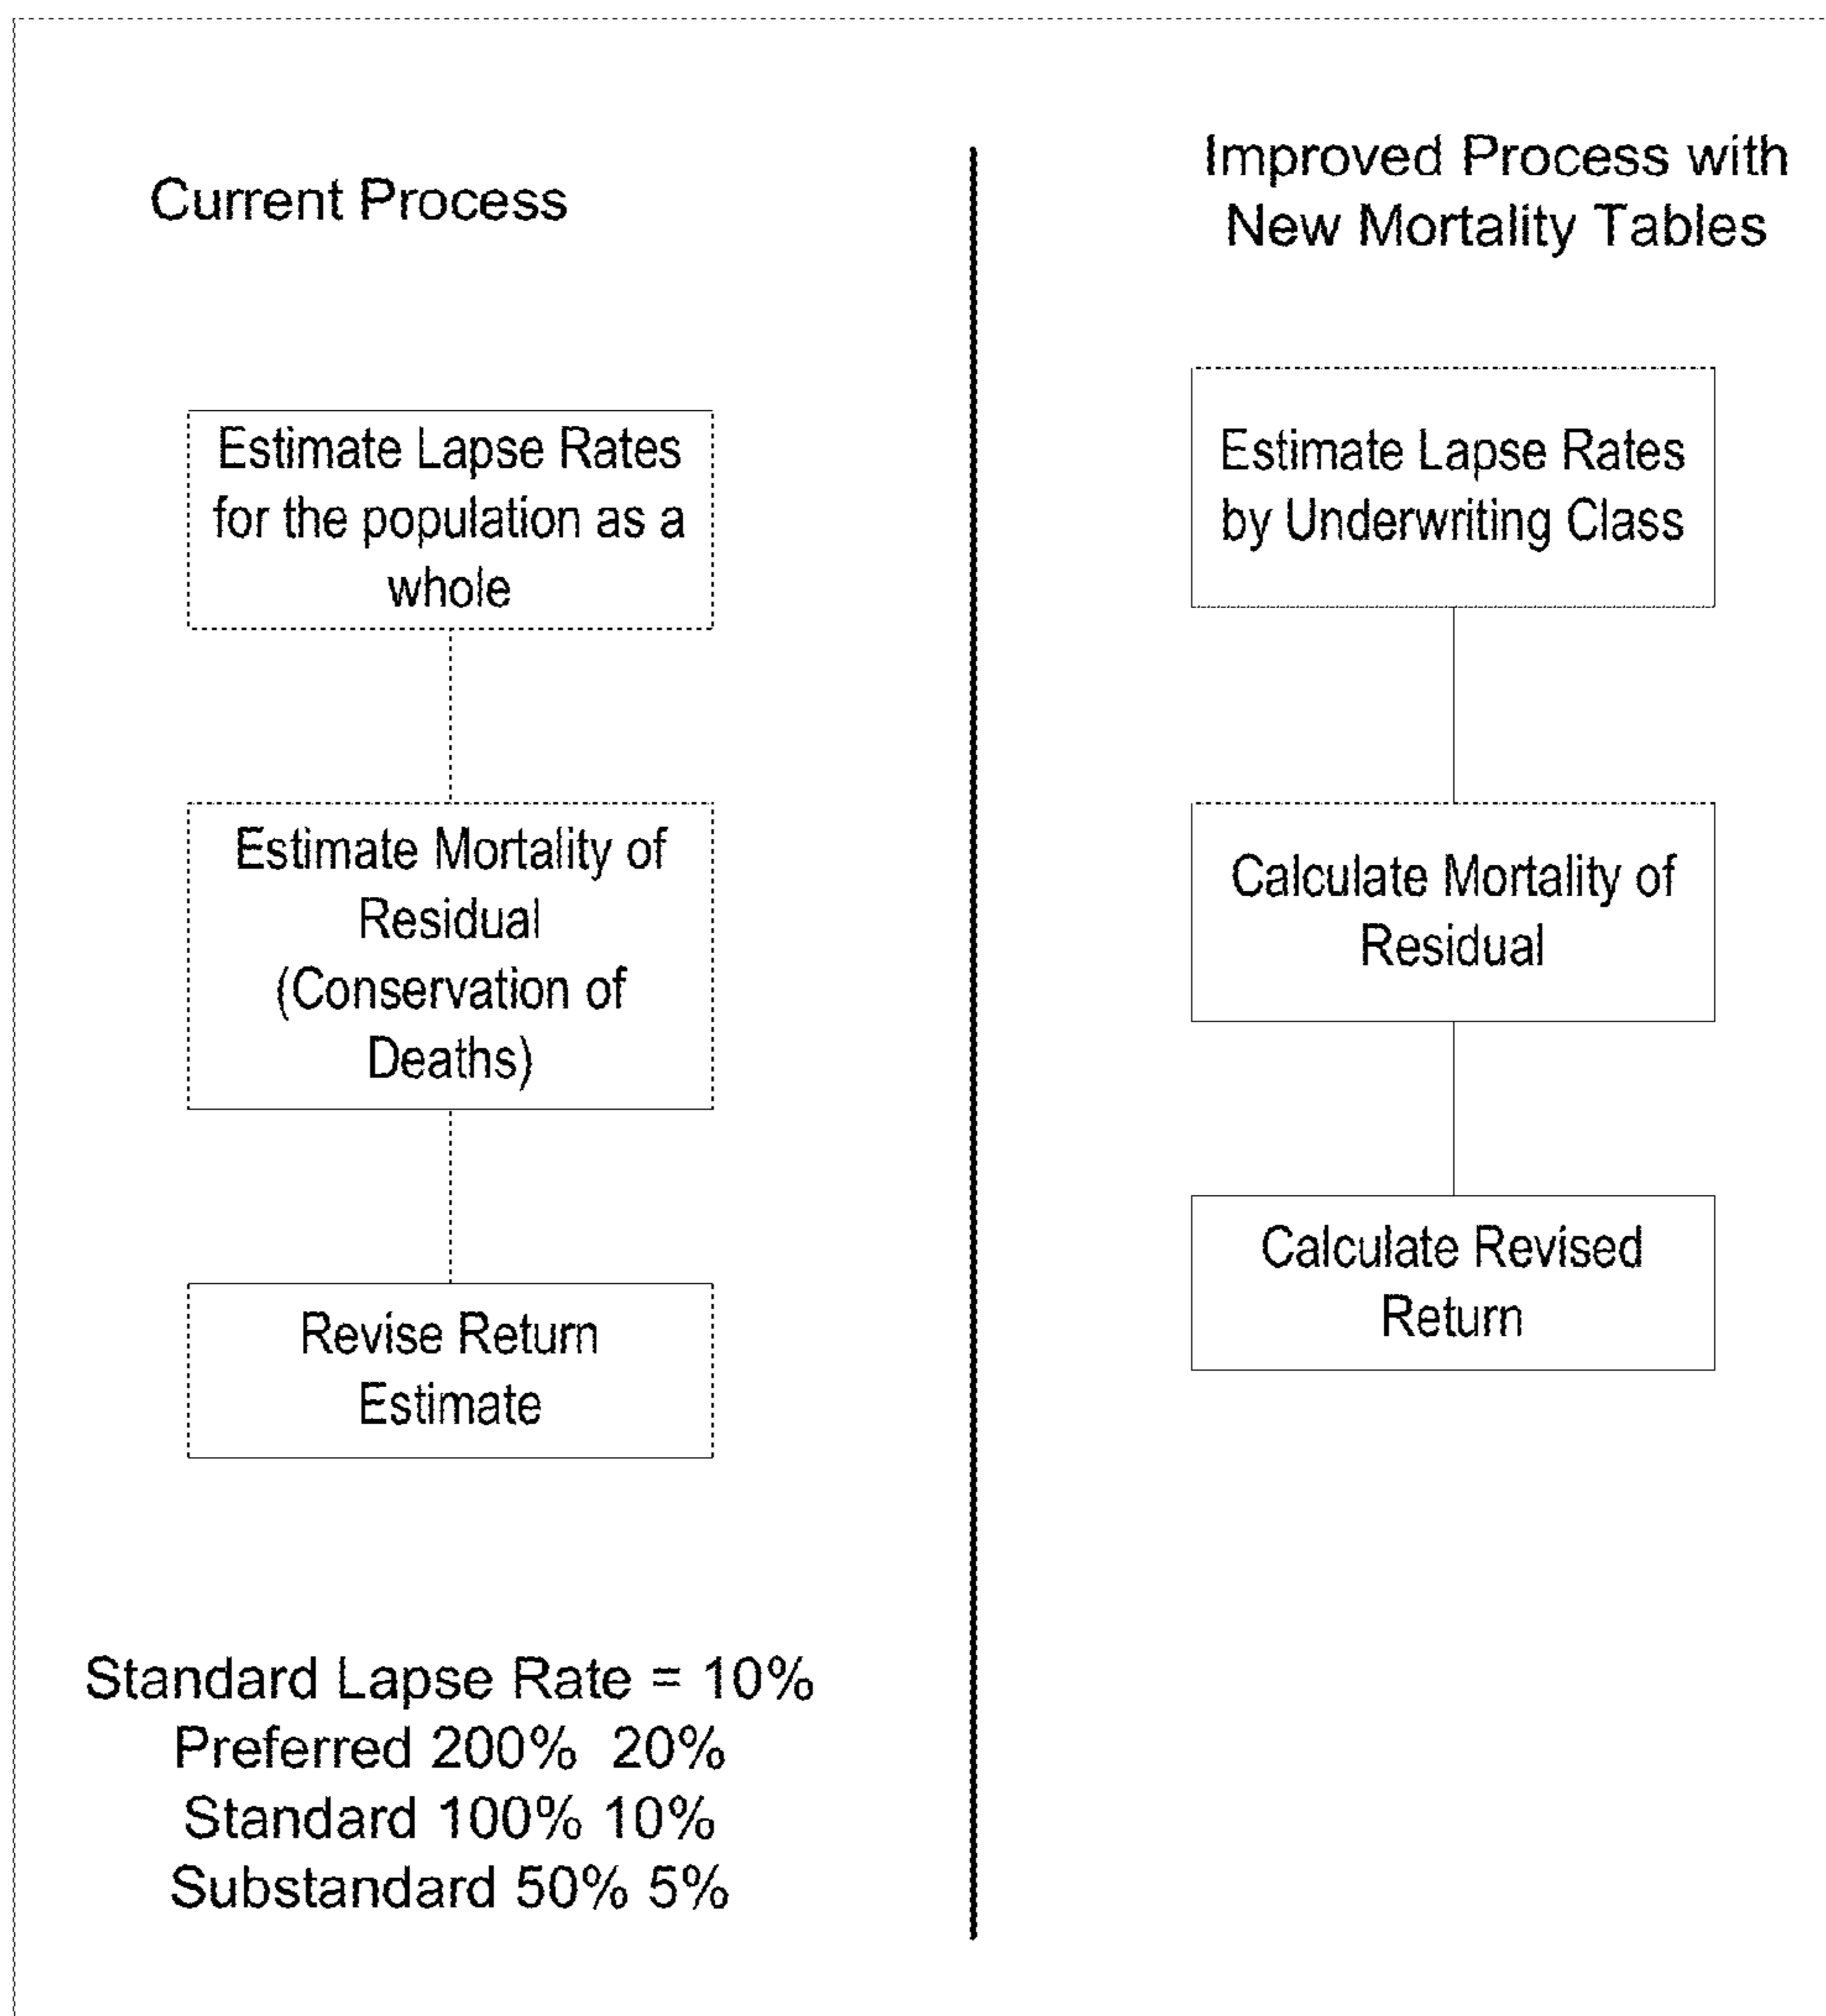 Current Process
Estimate Lapse Rates
for the population as a
whole
Estimate Mortality of
Residual
(Conservation of
Deaths)
Revise Return
Estimate
Standard Lapse Rate = 10%
Preferred 200% 20%
Standard 100% 10%
Substandard 50% 5%
Improved Process with
New Mortality Tables
Estimate Lapse Rates
by Underwriting Class
Calculate Mortality of
Residual
Calculate Revised
Return